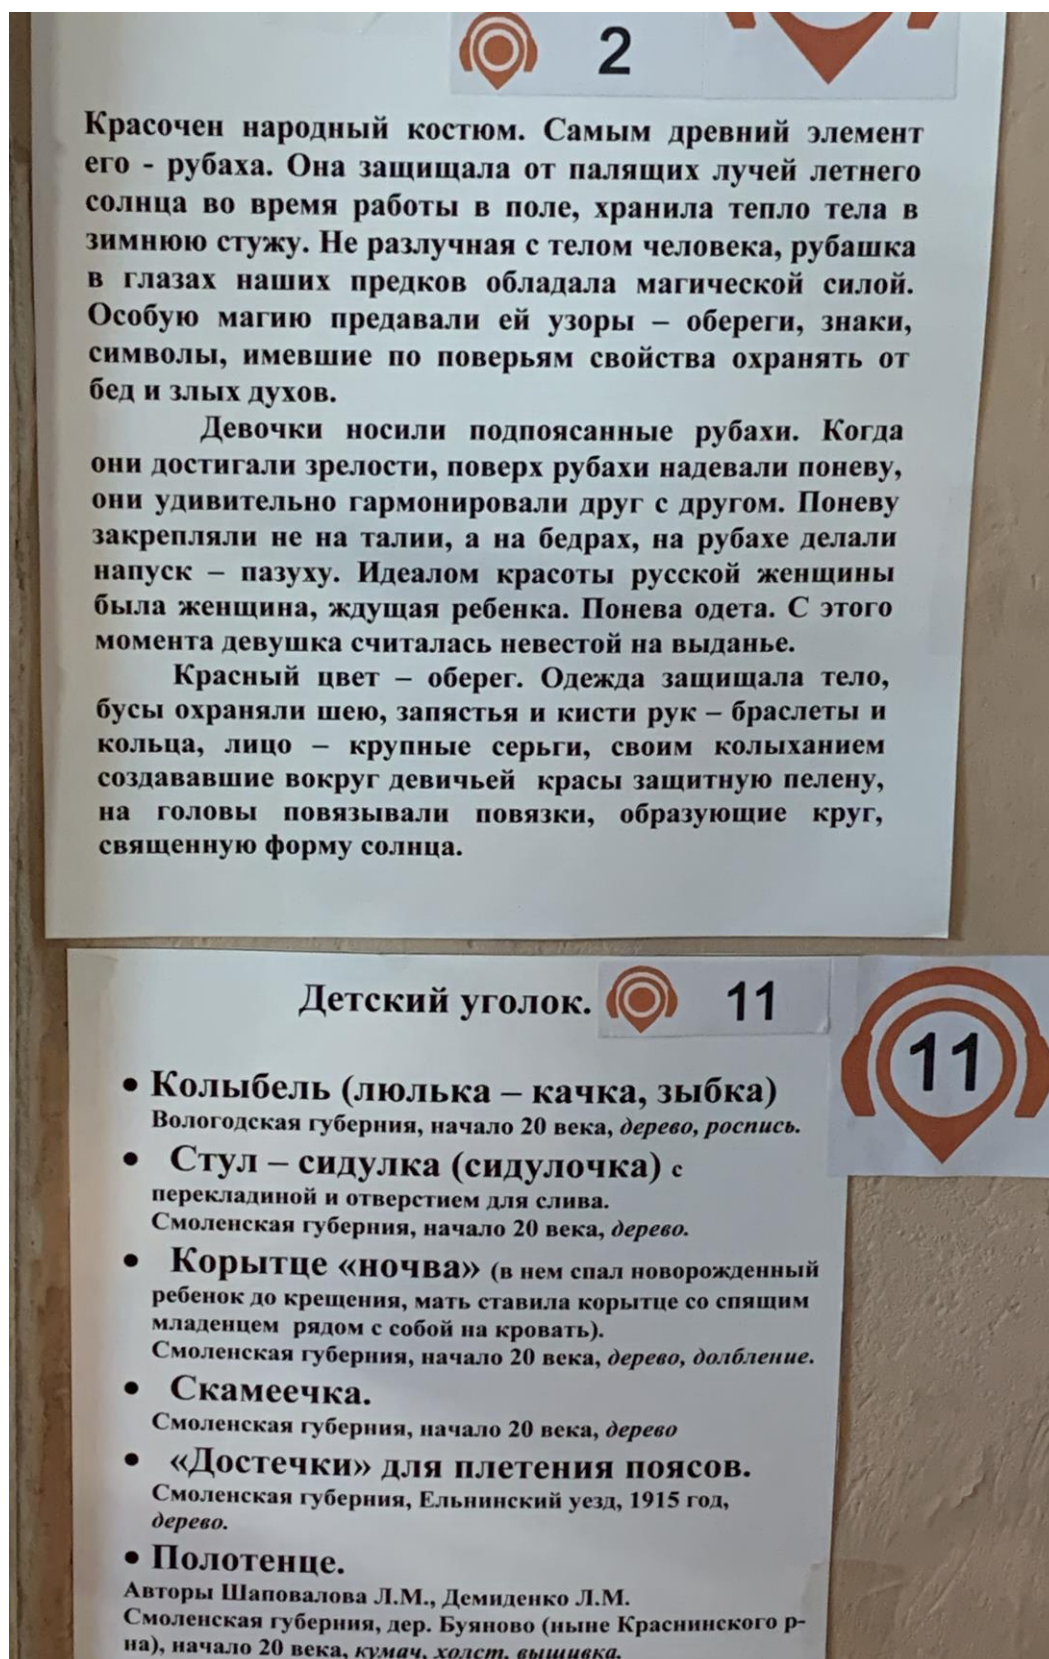 2
Красочен народный костюм. Самым древний элемент
его - рубаха. Она защищала от палящих лучей летнего
солнца во время работы в поле, хранила тепло тела в
зимнюю стужу. Не разлучная с телом человека, рубашка
в глазах наших предков обладала магической силой.
Особую магию предавали ей узоры – обереги, знаки,
символы, имевшие по поверьям свойства охранять от
бед и злых духов.
Девочки носили подпоясанные рубахи. Когда
они достигали зрелости, поверх рубахи надевали поневу,
они удивительно гармонировали друг с другом. Поневу
закрепляли не на талии, а на бедрах, на рубахе делали
напуск – пазуху. Идеалом красоты русской женщины
была женщина, ждущая ребенка. Понева одета. С этого
момента девушка считалась невестой на выданье.
Красный цвет – оберег. Одежда защищала тело,
бусы охраняли шею, запястья и кисти рук – браслеты и
кольца, лицо – крупные серьги, своим колыханием
создававшие вокруг девичьей красы защитную пелену,
на головы повязывали повязки, образующие круг,
священную форму солнца.
Детский уголок. 11
11
• Колыбель (люлька – качка, зыбка)
Вологодская губерния, начало 20 века, дерево, роспись.
• Стул – сидулка (сидулочка) с
перекладиной и отверстием для слива.
Смоленская губерния, начало 20 века, дерево.
• Корытце «ночва» (в нем спал новорожденный
ребенок до крещения, мать ставила корытце со спящим
младенцем рядом с собой на кровать).
Смоленская губерния, начало 20 века, дерево, долбление.
• Скамеечка.
Смоленская губерния, начало 20 века, дерево
• «Достечки» для плетения поясов.
Смоленская губерния, Ельнинский уезд, 1915 год,
дерево.
• Полотенце.
Авторы Шаповалова Л.М., Демиденко Л.М.
Смоленская губерния, дер. Буяново (ныне Краснинского р-
на), начало 20 века, кумач, холст, вышивка.